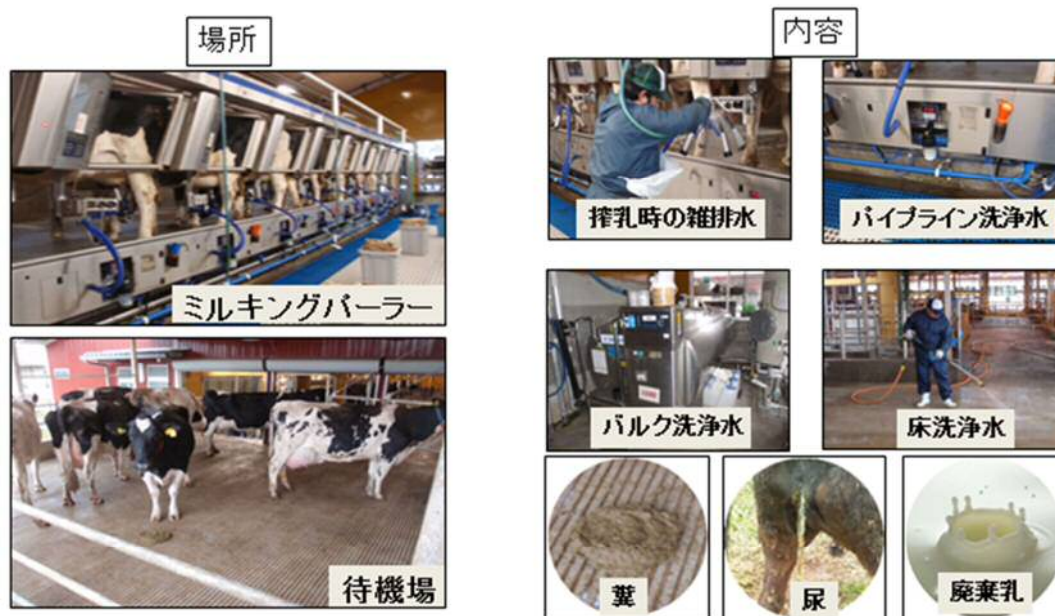 場所
内容
ミルキングパーラー
待機場
搾乳時の雑排水
パイプライン洗浄水
バルク洗浄水
床洗浄水
糞
尿
廃棄乳